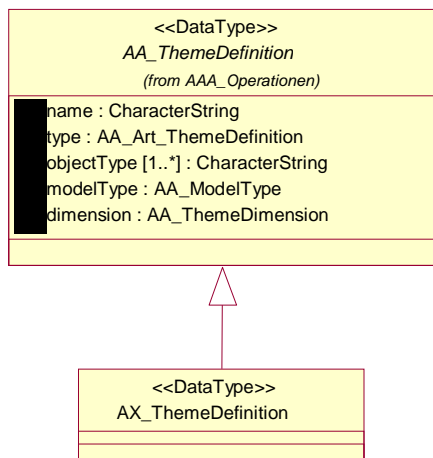 <<DataType>>
AA_ThemeDefinition
(from AAA_Operationen)
name : CharacterString
type : AA_Art_ThemeDefinition
objectType [1..*] : CharacterString
modelType : AA_ModelType
dimension : AA_ThemeDimension
<<DataType>>
AX_ThemeDefinition